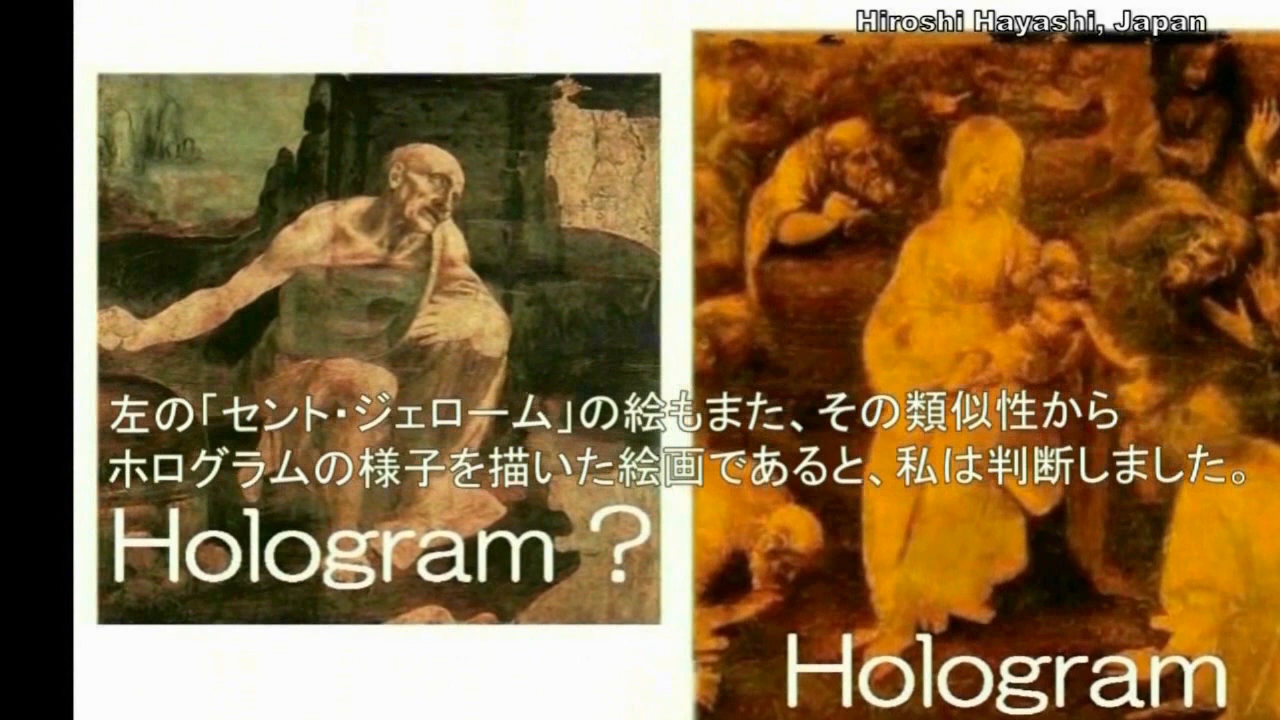 Hiroshi Hayashi, Japan
左の「セント・ジェローム」の絵もまた、その類似性から
ホログラムの様子を描いた絵画であると、私は判断しました。
Hologram ?
Hologram